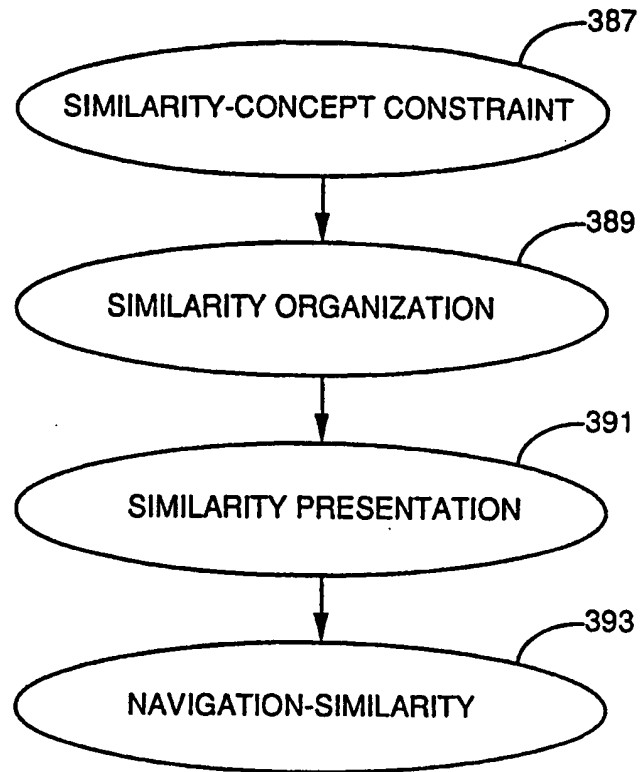 387
SIMILARITY-CONCEPT CONSTRAINT
389
SIMILARITY ORGANIZATION
391
SIMILARITY PRESENTATION
393
NAVIGATION-SIMILARITY